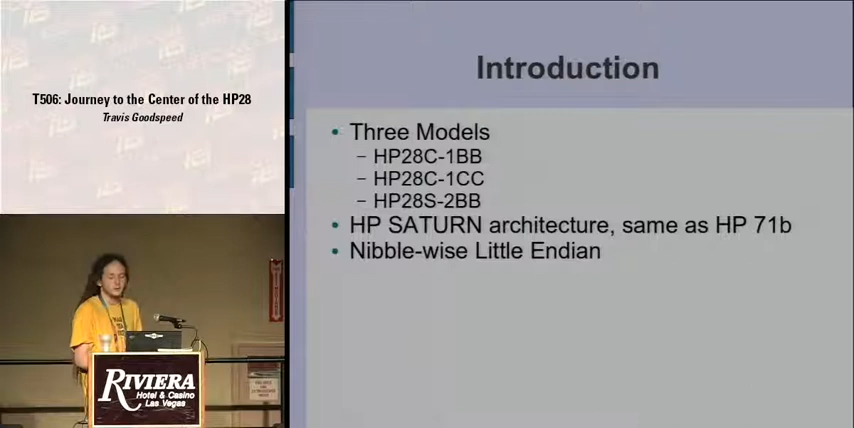 T506: Journey to the Center of the HP28
Travis Goodspeed
Introduction
• Three Models
– HP28C-1BB
– HP28C-1CC
– HP28S-2BB
• HP SATURN architecture, same as HP 71b
• Nibble-wise Little Endian
RIVIERA
Hotel & Casino
Las Vegas